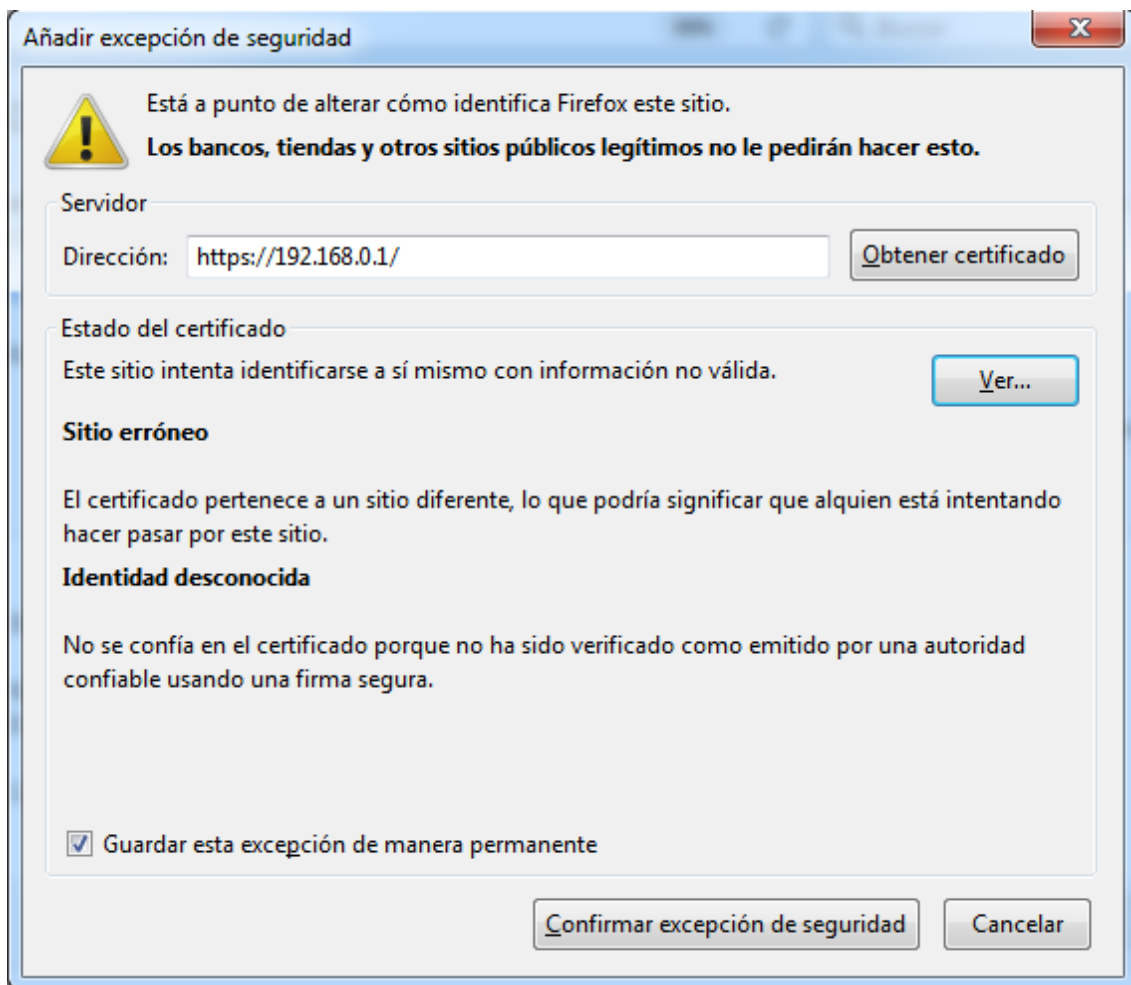 Añadir excepción de seguridad
Está a punto de alterar cómo identifica Firefox este sitio.
Los bancos, tiendas y otros sitios públicos legítimos no le pedirán hacer esto.
Servidor
Dirección: https://192.168.0.1/ Obtener certificado
Estado del certificado
Este sitio intenta identificarse a sí mismo con información no válida. Ver...
Sitio erróneo
El certificado pertenece a un sitio diferente, lo que podría significar que alguien está intentando
hacer pasar por este sitio.
Identidad desconocida
No se confía en el certificado porque no ha sido verificado como emitido por una autoridad
confiable usando una firma segura.
Guardar esta excepción de manera permanente
Confirmar excepción de seguridad Cancelar